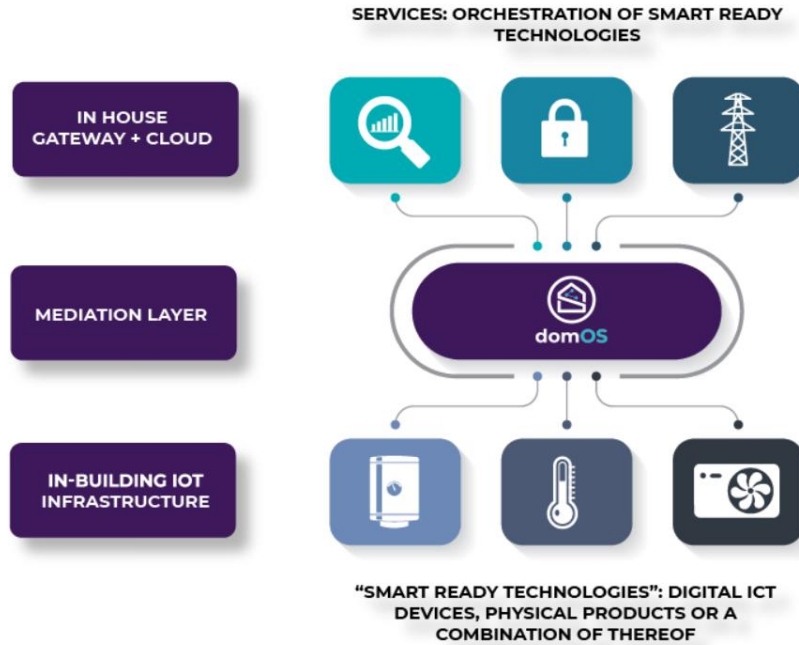 SERVICES: ORCHESTRATION OF SMART READY
TECHNOLOGIES
IN HOUSE
GATEWAY + CLOUD
MEDIATION LAYER
domOS
IN-BUILDING IOT
INFRASTRUCTURE
“SMART READY TECHNOLOGIES”: DIGITAL ICT
DEVICES, PHYSICAL PRODUCTS OR A
COMBINATION OF THEREOF